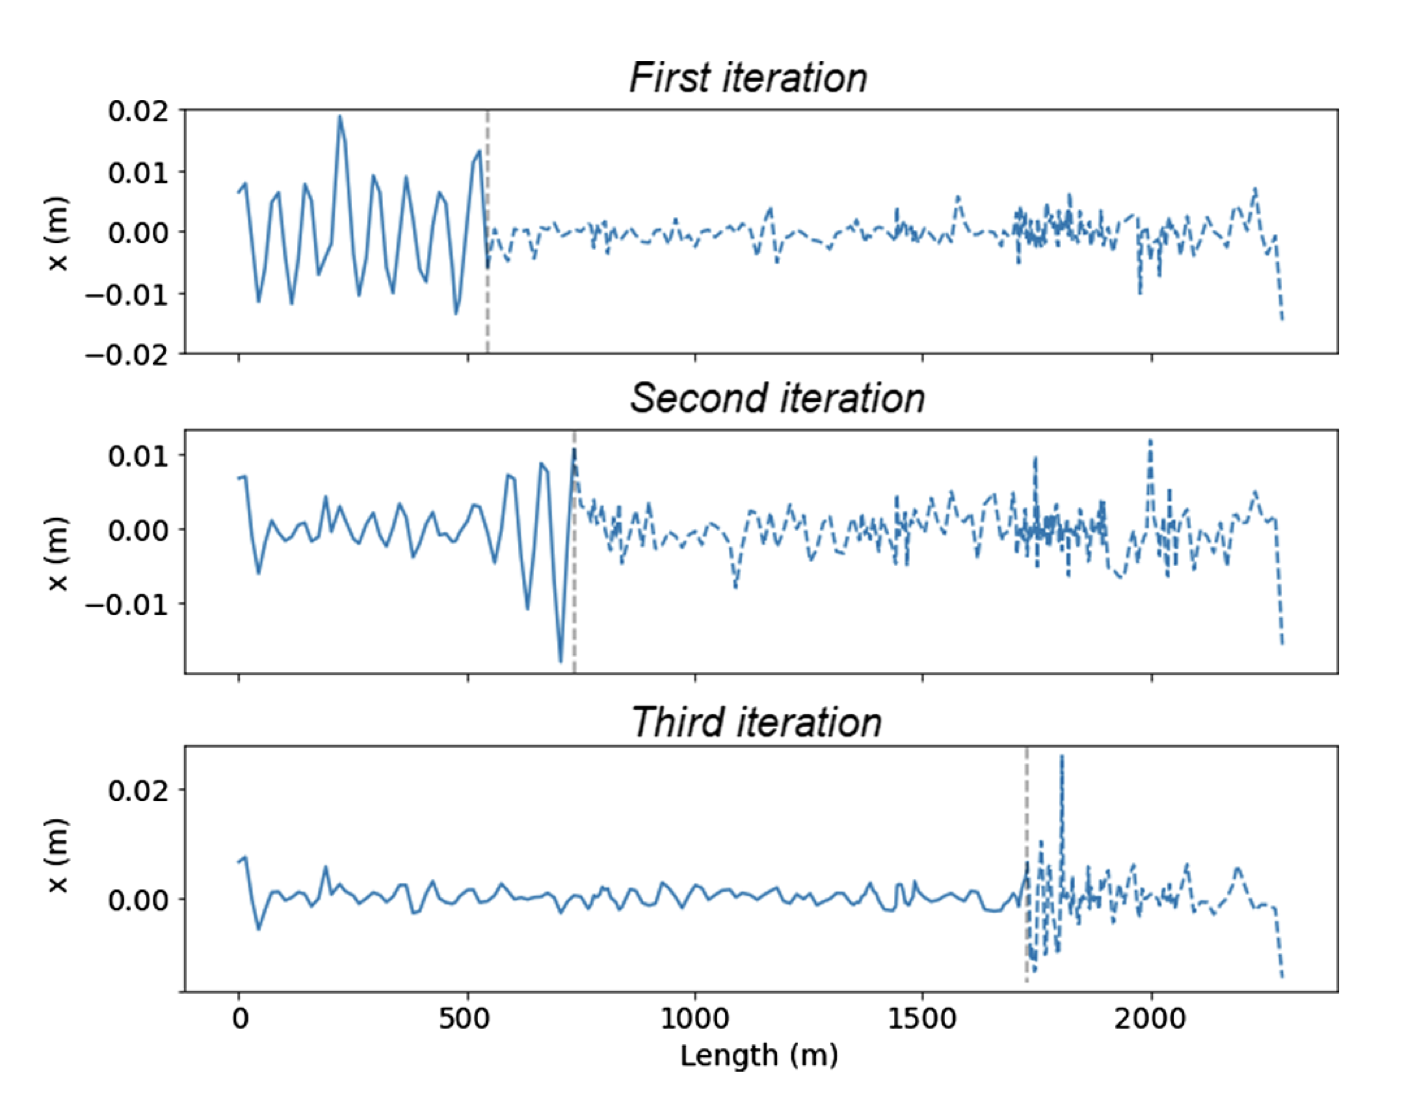 First iteration
0.02
0.01
0.00
−0.01
−0.02
x (m)
Second iteration
0.01
0.00
−0.01
x (m)
Third iteration
0.02
0.00
x (m)
0 500 1000 1500 2000
Length (m)